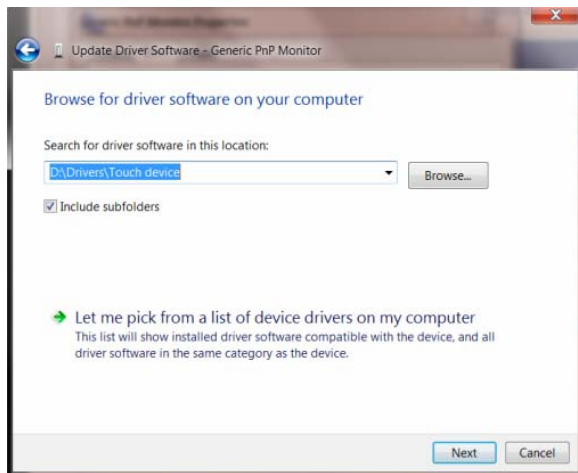 Update Driver Software - Generic PnP Monitor
Browse for driver software on your computer
Search for driver software in this location:
D:\Drivers\Touch device
Browse...
Include subfolders
Let me pick from a list of device drivers on my computer
This list will show installed driver software compatible with the device, and all
driver software in the same category as the device.
Next
Cancel